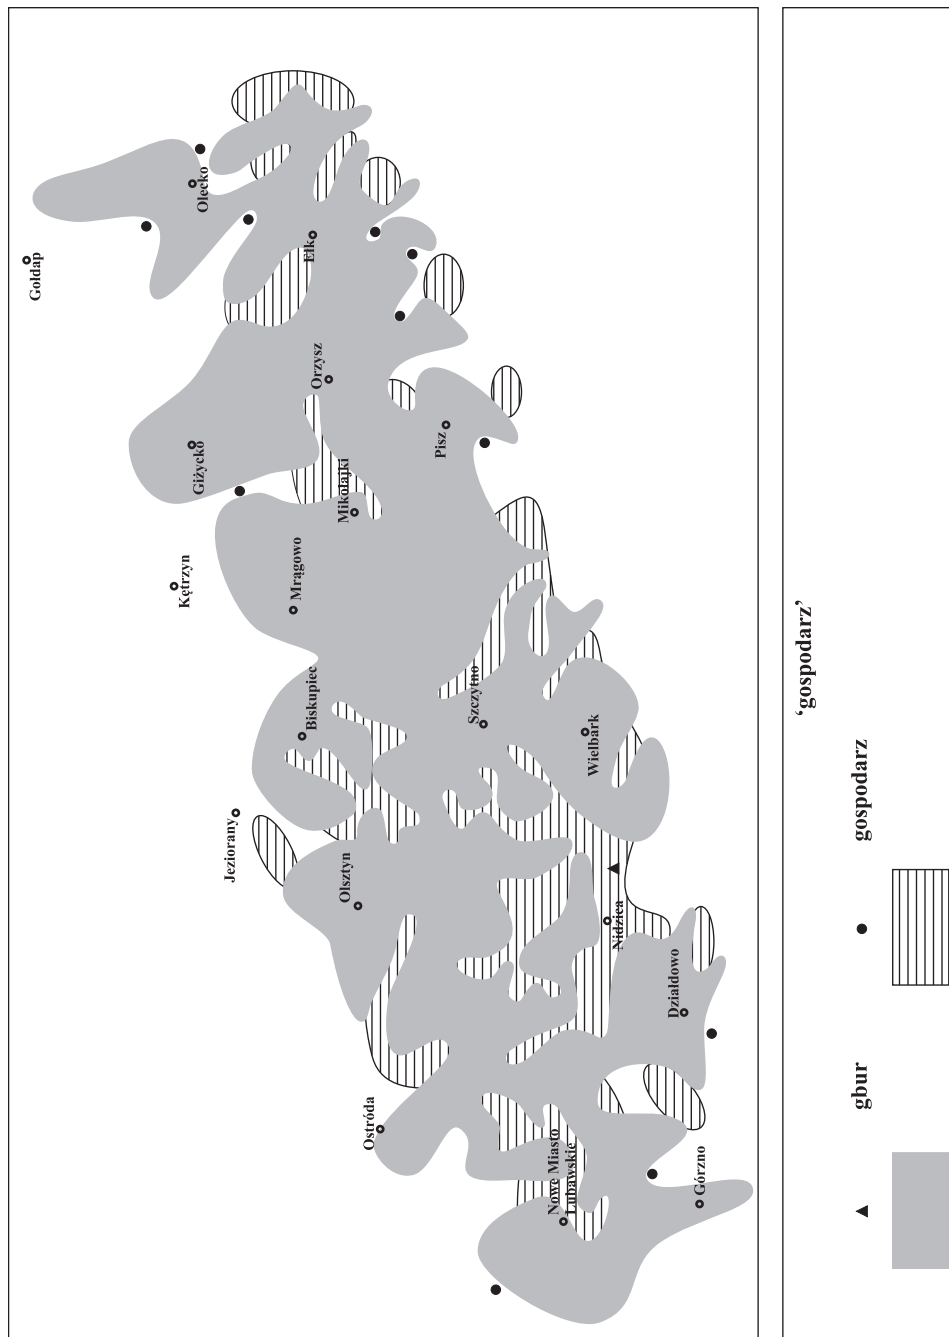 Gołdap
Olecko
Ełk
Orzysz
Giżycko
Pisz
Mikołajki
Kętrzyn
Mrągowo
Biskupiec
Szczytno
Wielbark
Jeziorany
Olsztyn
Nidzica
Działdowo
Ostróda
Nowe Miasto
Lubawskie
Górzno
‘gospodarz’
gbur
gospodarz